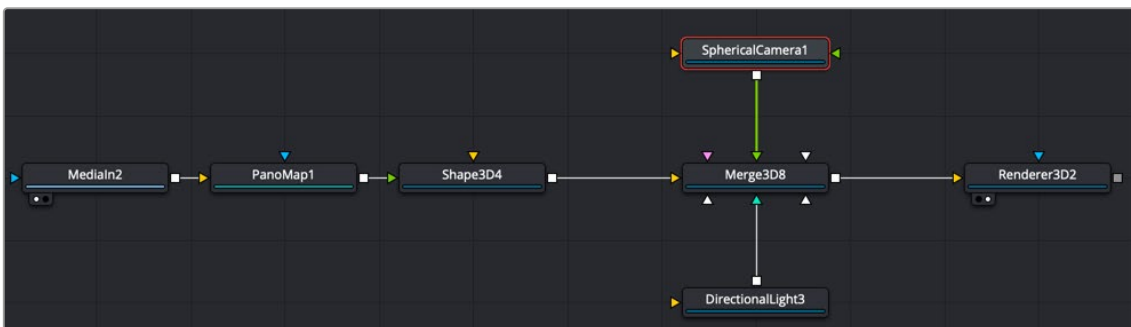 SphericalCamera1
MediaIn2
PanoMap1
Shape3D4
Merge3D8
Renderer3D2
DirectionalLight3